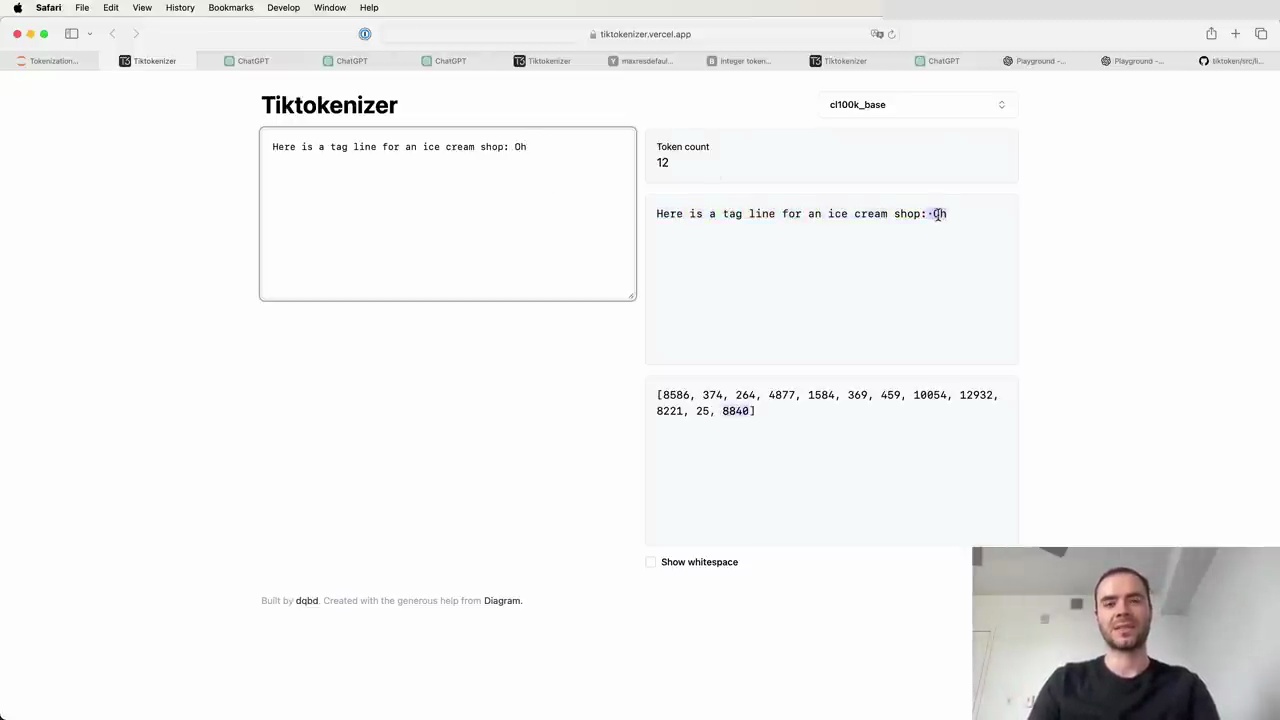 Safari File Edit View History Bookmarks Develop Window Help
tiktokenizer.vercel.app
Tokenization... Tiktokenizer ChatGPT ChatGPT ChatGPT Tiktokenizer maxresdefaul... integer token... Tiktokenizer ChatGPT Playground -... Playground -... tiktoken/src/li...
Tiktokenizer
cl100k_base
Here is a tag line for an ice cream shop: Oh
Token count
12
Here is a tag line for an ice cream shop:·Oh
[8586, 374, 264, 4877, 1584, 369, 459, 10054, 12932,
8221, 25, 8840]
Show whitespace
Built by dqbd. Created with the generous help from Diagram.